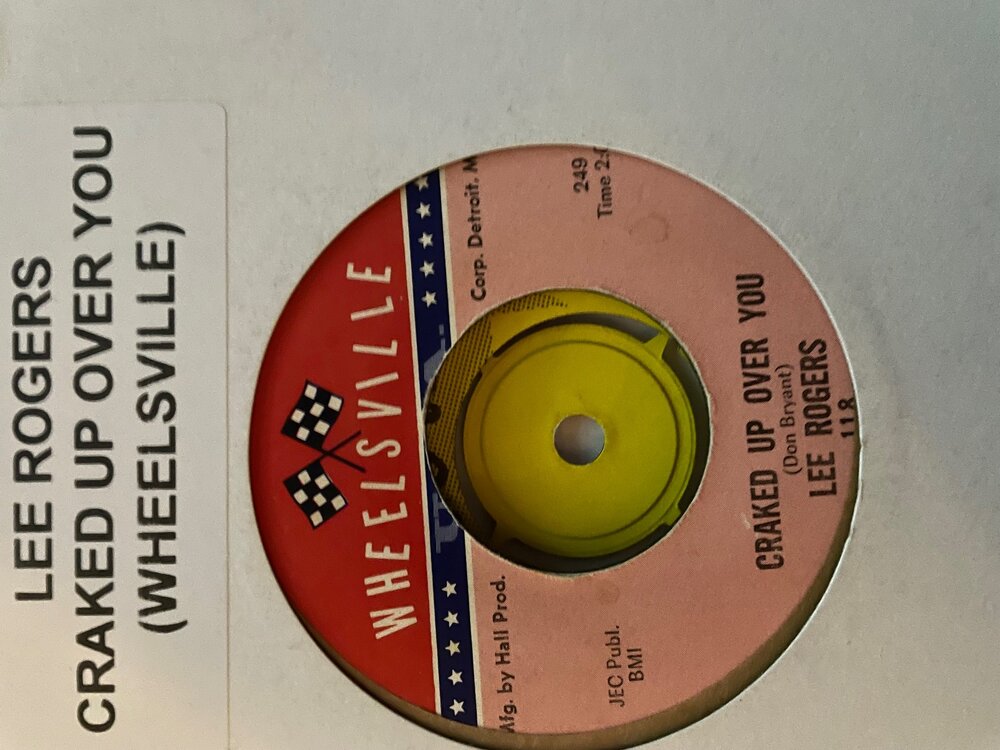 LEE ROGERS
CRAKED UP OVER YOU
(WHEELSVILLE)
WHEELSVILLE
Mfg. by Hall Prod. Corp. Detroit,
JEC Publ.
BMI
249
Time
CRAKED UP OVER YOU
(Don Bryant)
LEE ROGERS
118